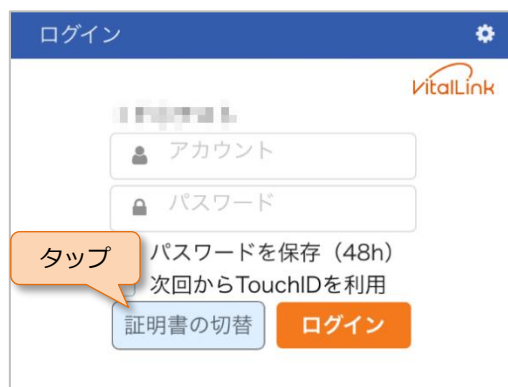 ログイン
VitalLink
アカウント
パスワード
パスワードを保存（48h）
タップ
次回からTouchIDを利用
証明書の切替
ログイン